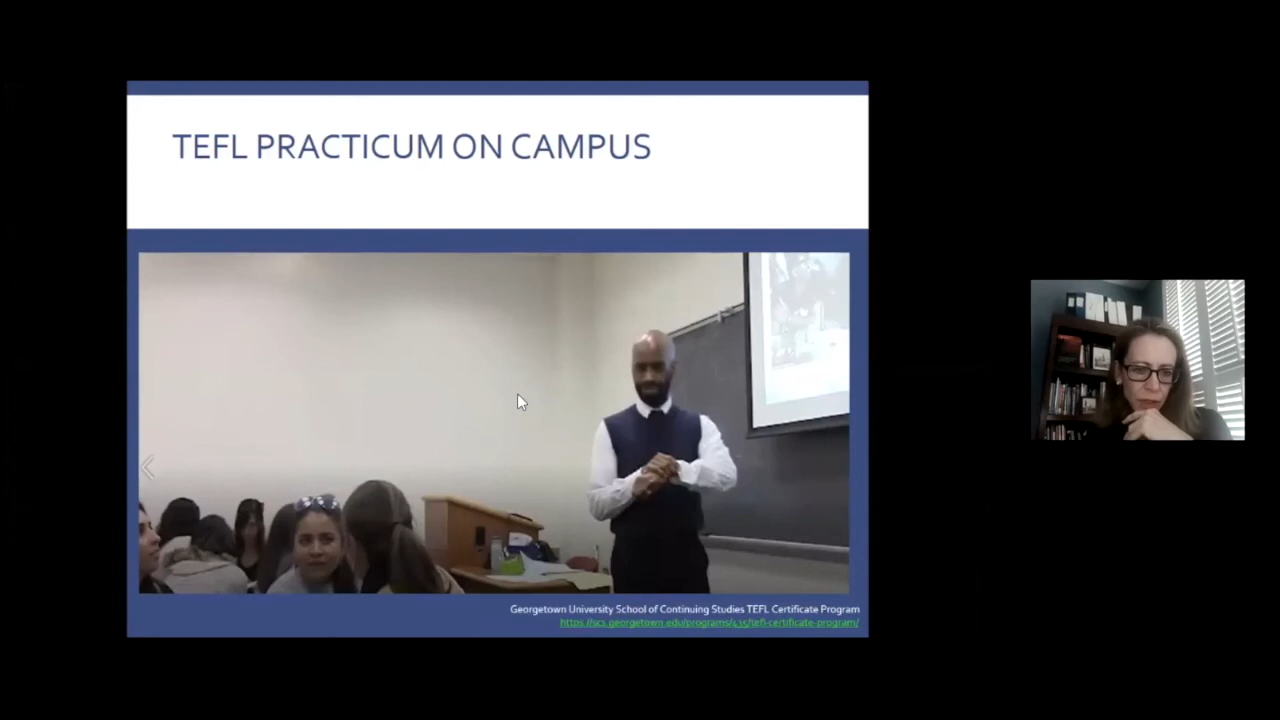 TEFL PRACTICUM ON CAMPUS
Georgetown University School of Continuing Studies TEFL Certificate Program
https://scs.georgetown.edu/programs/435/tefl-certificate-program/